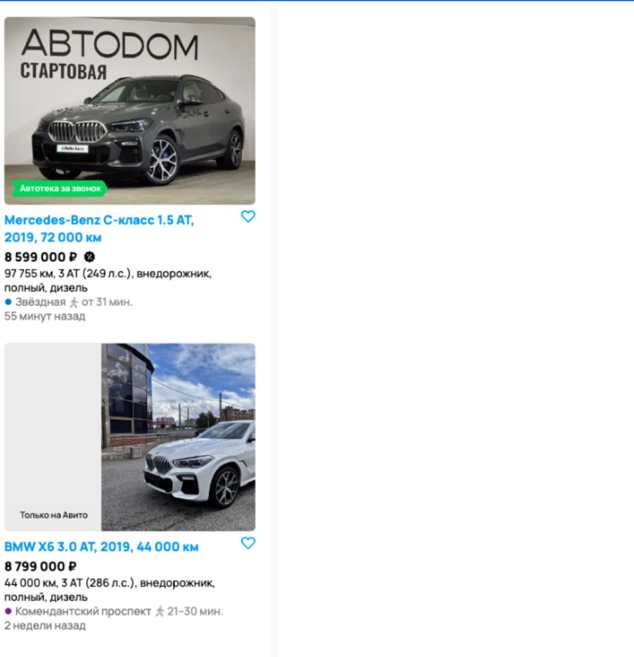 АВТОДОМ
СТАРТОВАЯ
Автотека за звонок
Mercedes-Benz C-класс 1.5 AT,
2019, 72 000 км
8 599 000 ₽
97 755 км, 3 AT (249 л.с.), внедорожник,
полный, дизель
Звёздная от 31 мин.
55 минут назад
Только на Авито
BMW X6 3.0 AT, 2019, 44 000 км
8 799 000 ₽
44 000 км, 3 AT (286 л.с.), внедорожник,
полный, дизель
Комендантский проспект 21–30 мин.
2 недели назад